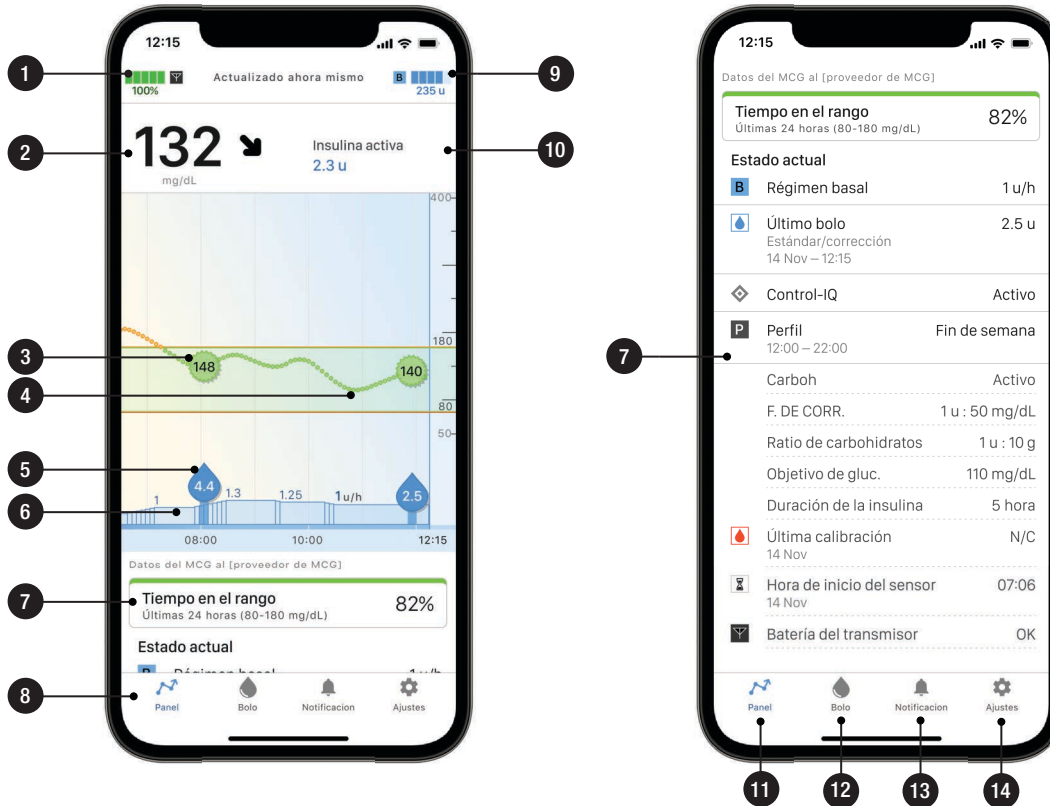 12:15
1
100%
Actualizado ahora mismo
B
235 u
9
2
132
mg/dL
Insulina activa
2.3 u
10
400
180
3
148
140
4
80
50
5
4.4
2.5
6
1
1.3
1.25
1 u/h
08:00
10:00
12:15
Datos del MCG al [proveedor de MCG]
7
Tiempo en el rango
Últimas 24 horas (80-180 mg/dL)
82%
Estado actual
B Régimen basal 1 u/h
8
Panel
Bolo
Notificacion
Ajustes
12:15
Datos del MCG al [proveedor de MCG]
Tiempo en el rango
Últimas 24 horas (80-180 mg/dL)
82%
Estado actual
B Régimen basal 1 u/h
Último bolo 2.5 u
Estándar/corrección
14 Nov – 12:15
Control-IQ Activo
P Perfil Fin de semana
12:00 – 22:00
7
Carboh Activo
F. DE CORR. 1 u : 50 mg/dL
Ratio de carbohidratos 1 u : 10 g
Objetivo de gluc. 110 mg/dL
Duración de la insulina 5 hora
Última calibración N/C
14 Nov
Hora de inicio del sensor 07:06
14 Nov
Batería del transmisor OK
Panel
Bolo
Notificacion
Ajustes
11
12
13
14